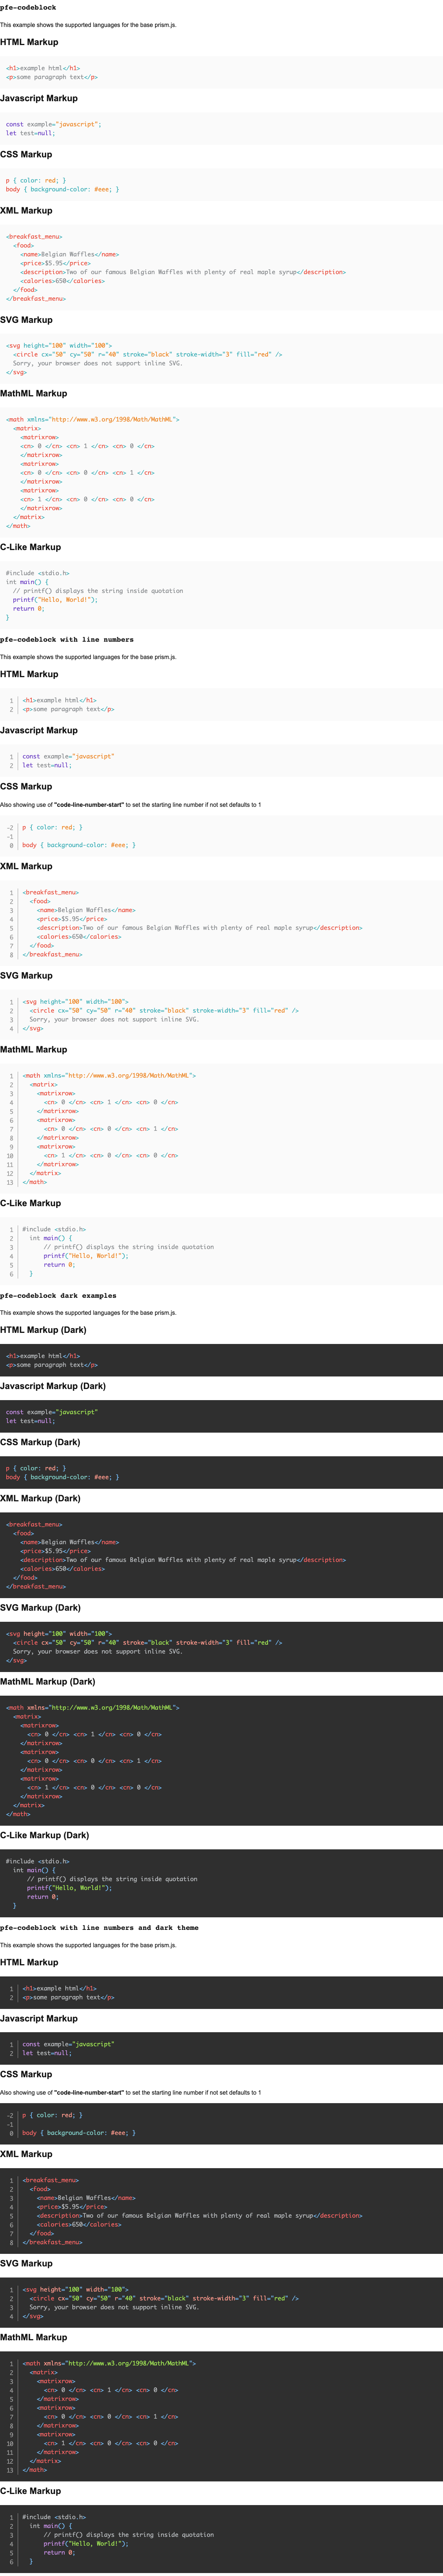 pfe-codeblock
This example shows the supported languages for the base prism.js.
HTML Markup
<h1>example html</h1>
<p>some paragraph text</p>
Javascript Markup
const example="javascript";
let test=null;
CSS Markup
p { color: red; }
body { background-color: #eee; }
XML Markup
<breakfast_menu>
<food>
<name>Belgian Waffles</name>
<price>$5.95</price>
<description>Two of our famous Belgian Waffles with plenty of real maple syrup</description>
<calories>650</calories>
</food>
</breakfast_menu>
SVG Markup
<svg height="100" width="100">
<circle cx="50" cy="50" r="40" stroke="black" stroke-width="3" fill="red" />
Sorry, your browser does not support inline SVG.
</svg>
MathML Markup
<math xmlns="http://www.w3.org/1998/Math/MathML">
<matrix>
<matrixrow>
<cn> 0 </cn> <cn> 1 </cn> <cn> 0 </cn>
</matrixrow>
<matrixrow>
<cn> 0 </cn> <cn> 0 </cn> <cn> 1 </cn>
</matrixrow>
<matrixrow>
<cn> 1 </cn> <cn> 0 </cn> <cn> 0 </cn>
</matrixrow>
</matrix>
</math>
C-Like Markup
#include <stdio.h>
int main() {
// printf() displays the string inside quotation
printf("Hello, World!");
return 0;
}
pfe-codeblock with line numbers
This example shows the supported languages for the base prism.js.
HTML Markup
1 <h1>example html</h1>
2 <p>some paragraph text</p>
Javascript Markup
1 const example="javascript"
2 let test=null;
CSS Markup
Also showing use of "code-line-number-start" to set the starting line number if not set defaults to 1
-2 p { color: red; }
-1
0 body { background-color: #eee; }
XML Markup
1 <breakfast_menu>
2 <food>
3 <name>Belgian Waffles</name>
4 <price>$5.95</price>
5 <description>Two of our famous Belgian Waffles with plenty of real maple syrup</description>
6 <calories>650</calories>
7 </food>
8 </breakfast_menu>
SVG Markup
1 <svg height="100" width="100">
2 <circle cx="50" cy="50" r="40" stroke="black" stroke-width="3" fill="red" />
3 Sorry, your browser does not support inline SVG.
4 </svg>
MathML Markup
1 <math xmlns="http://www.w3.org/1998/Math/MathML">
2 <matrix>
3 <matrixrow>
4 <cn> 0 </cn> <cn> 1 </cn> <cn> 0 </cn>
5 </matrixrow>
6 <matrixrow>
7 <cn> 0 </cn> <cn> 0 </cn> <cn> 1 </cn>
8 </matrixrow>
9 <matrixrow>
10 <cn> 1 </cn> <cn> 0 </cn> <cn> 0 </cn>
11 </matrixrow>
12 </matrix>
13 </math>
C-Like Markup
1 #include <stdio.h>
2 int main() {
3 // printf() displays the string inside quotation
4 printf("Hello, World!");
5 return 0;
6 }
pfe-codeblock dark examples
This example shows the supported languages for the base prism.js.
HTML Markup (Dark)
<h1>example html</h1>
<p>some paragraph text</p>
Javascript Markup (Dark)
const example="javascript"
let test=null;
CSS Markup (Dark)
p { color: red; }
body { background-color: #eee; }
XML Markup (Dark)
<breakfast_menu>
<food>
<name>Belgian Waffles</name>
<price>$5.95</price>
<description>Two of our famous Belgian Waffles with plenty of real maple syrup</description>
<calories>650</calories>
</food>
</breakfast_menu>
SVG Markup (Dark)
<svg height="100" width="100">
<circle cx="50" cy="50" r="40" stroke="black" stroke-width="3" fill="red" />
Sorry, your browser does not support inline SVG.
</svg>
MathML Markup (Dark)
<math xmlns="http://www.w3.org/1998/Math/MathML">
<matrix>
<matrixrow>
<cn> 0 </cn> <cn> 1 </cn> <cn> 0 </cn>
</matrixrow>
<matrixrow>
<cn> 0 </cn> <cn> 0 </cn> <cn> 1 </cn>
</matrixrow>
<matrixrow>
<cn> 1 </cn> <cn> 0 </cn> <cn> 0 </cn>
</matrixrow>
</matrix>
</math>
C-Like Markup (Dark)
#include <stdio.h>
int main() {
// printf() displays the string inside quotation
printf("Hello, World!");
return 0;
}
pfe-codeblock with line numbers and dark theme
This example shows the supported languages for the base prism.js.
HTML Markup
1 <h1>example html</h1>
2 <p>some paragraph text</p>
Javascript Markup
1 const example="javascript"
2 let test=null;
CSS Markup
Also showing use of "code-line-number-start" to set the starting line number if not set defaults to 1
-2 p { color: red; }
-1
0 body { background-color: #eee; }
XML Markup
1 <breakfast_menu>
2 <food>
3 <name>Belgian Waffles</name>
4 <price>$5.95</price>
5 <description>Two of our famous Belgian Waffles with plenty of real maple syrup</description>
6 <calories>650</calories>
7 </food>
8 </breakfast_menu>
SVG Markup
1 <svg height="100" width="100">
2 <circle cx="50" cy="50" r="40" stroke="black" stroke-width="3" fill="red" />
3 Sorry, your browser does not support inline SVG.
4 </svg>
MathML Markup
1 <math xmlns="http://www.w3.org/1998/Math/MathML">
2 <matrix>
3 <matrixrow>
4 <cn> 0 </cn> <cn> 1 </cn> <cn> 0 </cn>
5 </matrixrow>
6 <matrixrow>
7 <cn> 0 </cn> <cn> 0 </cn> <cn> 1 </cn>
8 </matrixrow>
9 <matrixrow>
10 <cn> 1 </cn> <cn> 0 </cn> <cn> 0 </cn>
11 </matrixrow>
12 </matrix>
13 </math>
C-Like Markup
1 #include <stdio.h>
2 int main() {
3 // printf() displays the string inside quotation
4 printf("Hello, World!");
5 return 0;
6 }